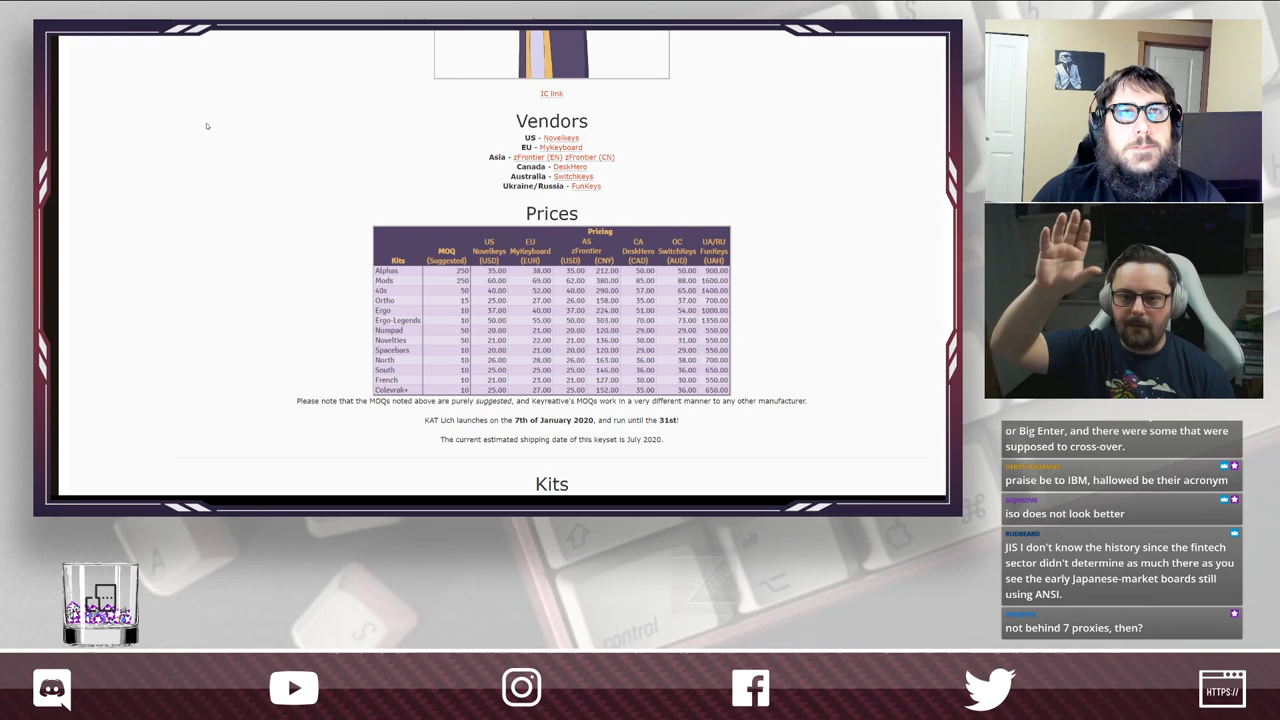 IC link
Vendors
US - Novelkeys
EU - MyKeyboard
Asia - zFrontier (EN) zFrontier (CN)
Canada - DeskHero
Australia - SwitchKeys
Ukraine/Russia - FunKeys
Prices
Pricing
Kits MOQ (Suggested) US Novelkeys (USD) EU MyKeyboard (EUR) AS zFrontier (USD) (CNY) CA DeskHero (CAD) OC SwitchKeys (AUD) UA/RU FunKeys (UAH)
Alphas 250 35.00 38.00 35.00 212.00 50.00 50.00 900.00
Mods 250 60.00 69.00 62.00 380.00 85.00 88.00 1600.00
40s 50 40.00 52.00 40.00 290.00 57.00 65.00 1400.00
Ortho 15 25.00 27.00 26.00 158.00 35.00 37.00 700.00
Ergo 10 37.00 40.00 37.00 224.00 51.00 54.00 1000.00
Ergo-Legends 10 50.00 55.00 50.00 303.00 70.00 73.00 1350.00
Numpad 50 20.00 21.00 20.00 120.00 29.00 29.00 550.00
Novelties 50 21.00 22.00 21.00 136.00 30.00 31.00 550.00
Spacebars 10 20.00 21.00 20.00 120.00 29.00 29.00 550.00
North 10 26.00 28.00 26.00 163.00 36.00 38.00 700.00
South 10 25.00 25.00 25.00 146.00 36.00 36.00 650.00
French 10 21.00 23.00 21.00 127.00 30.00 30.00 550.00
Colevrak+ 10 25.00 27.00 25.00 152.00 35.00 36.00 650.00
Please note that the MOQs noted above are purely suggested, and Keyreative's MOQs work in a very different manner to any other manufacturer.
KAT Lich launches on the 7th of January 2020, and run until the 31st!
The current estimated shipping date of this keyset is July 2020.
Kits
or Big Enter, and there were some that were
supposed to cross-over.
DERPSTRADAMUS
praise be to IBM, hallowed be their acronym
iso does not look better
RUDBEARD
JIS I don't know the history since the fintech
sector didn't determine as much there as you
see the early Japanese-market boards still
using ANSI.
not behind 7 proxies, then?
control
alt
HTTPS://